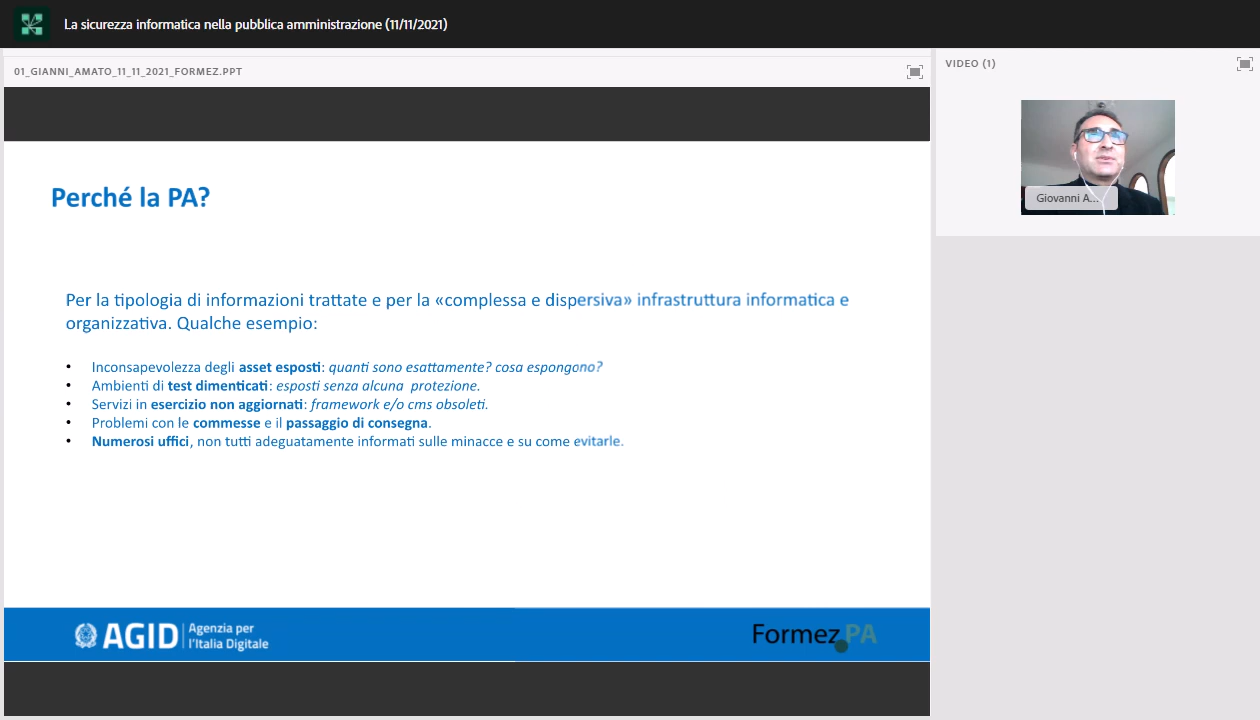 La sicurezza informatica nella pubblica amministrazione (11/11/2021)
01_GIANNI_AMATO_11_11_2021_FORMEZ.PPT
VIDEO (1)
Giovanni A...
Perché la PA?
Per la tipologia di informazioni trattate e per la «complessa e dispersiva» infrastruttura informatica e
organizzativa. Qualche esempio:
• Inconsapevolezza degli asset esposti: quanti sono esattamente? cosa espongono?
• Ambienti di test dimenticati: esposti senza alcuna protezione.
• Servizi in esercizio non aggiornati: framework e/o cms obsoleti.
• Problemi con le commesse e il passaggio di consegna.
• Numerosi uffici, non tutti adeguatamente informati sulle minacce e su come evitarle.
AGID
Agenzia per
l'Italia Digitale
Formez PA